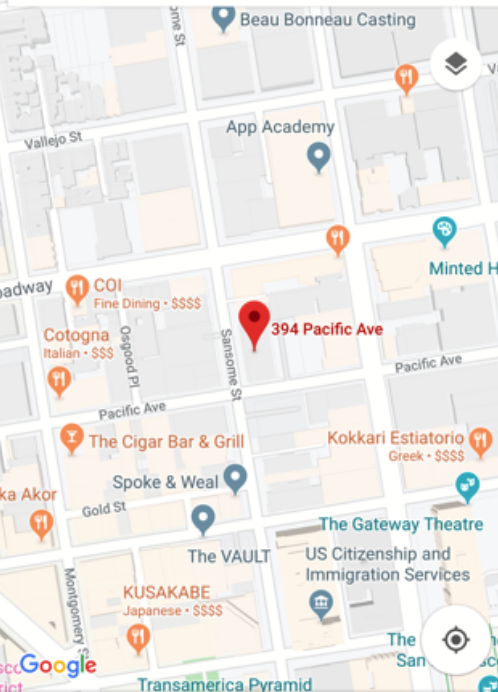 ome St
Beau Bonneau Casting
Vallejo St
App Academy
oadway
COI
Fine Dining • $$$$
Minted H
Cotogna
Italian • $$$
Osgood Pl
Sansome St
394 Pacific Ave
Pacific Ave
Pacific Ave
The Cigar Bar & Grill
Kokkari Estiatorio
Greek • $$$$
Spoke & Weal
ka Akor
Gold St
The Gateway Theatre
The VAULT
US Citizenship and
Immigration Services
Montgomery S
KUSAKABE
Japanese • $$$$
The
San
Google
Transamerica Pyramid